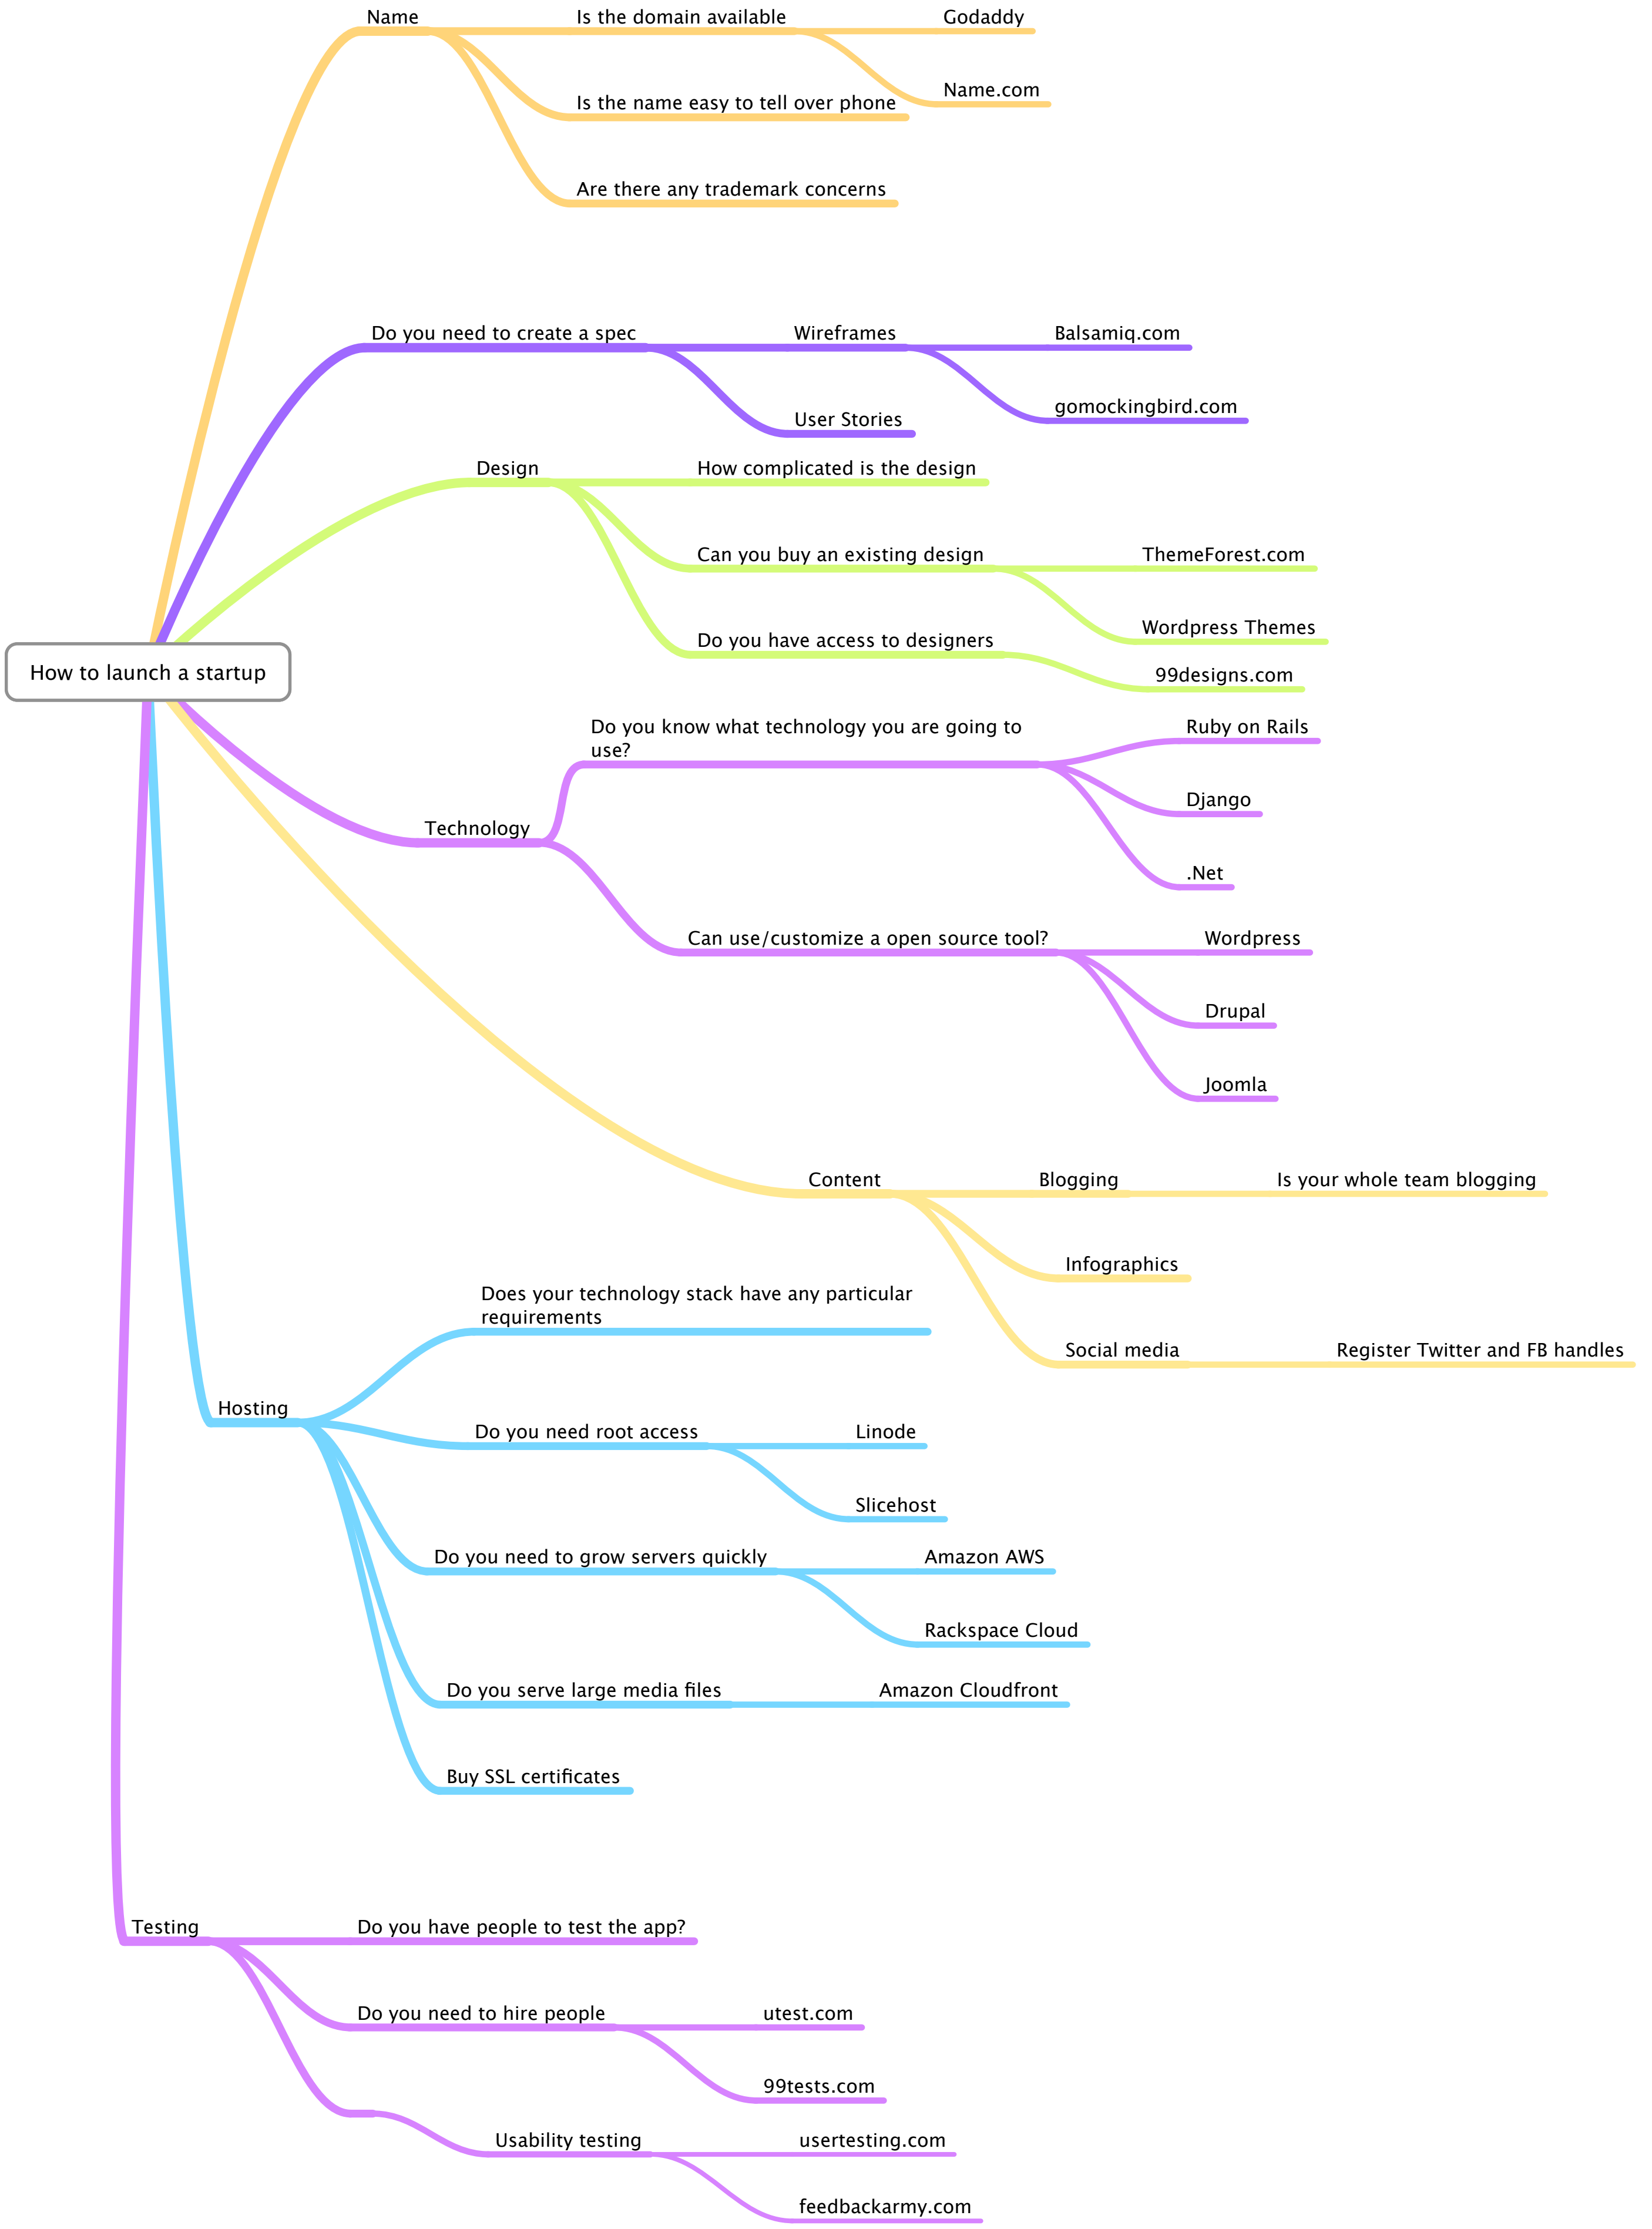 Name
Is the domain available
Godaddy
Name.com
Is the name easy to tell over phone
Are there any trademark concerns
Do you need to create a spec
Wireframes
Balsamiq.com
gomockingbird.com
User Stories
Design
How complicated is the design
Can you buy an existing design
ThemeForest.com
Wordpress Themes
Do you have access to designers
99designs.com
How to launch a startup
Technology
Do you know what technology you are going to
use?
Ruby on Rails
Django
.Net
Can use/customize a open source tool?
Wordpress
Drupal
Joomla
Content
Blogging
Is your whole team blogging
Infographics
Social media
Register Twitter and FB handles
Hosting
Does your technology stack have any particular
requirements
Do you need root access
Linode
Slicehost
Do you need to grow servers quickly
Amazon AWS
Rackspace Cloud
Do you serve large media files
Amazon Cloudfront
Buy SSL certificates
Testing
Do you have people to test the app?
Do you need to hire people
utest.com
99tests.com
Usability testing
usertesting.com
feedbackarmy.com